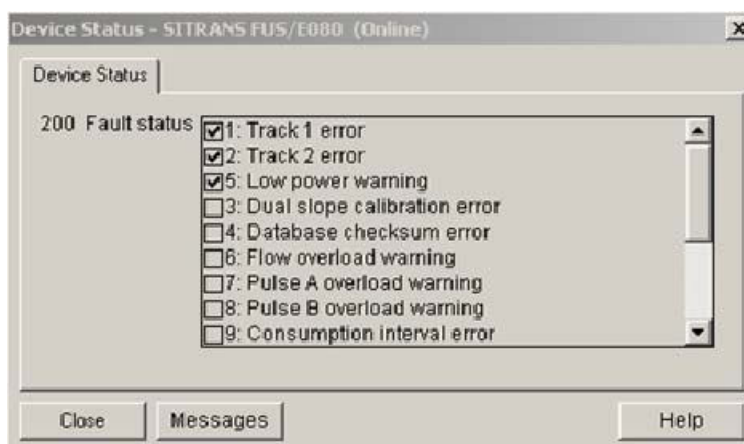 Device Status - SITRANS FUS/E080 (Online)
Device Status
200 Fault status
1: Track 1 error
2: Track 2 error
5: Low power warning
3: Dual slope calibration error
4: Database checksum error
6: Flow overload warning
7: Pulse A overload warning
8: Pulse B overload warning
9: Consumption interval error
Close
Messages
Help